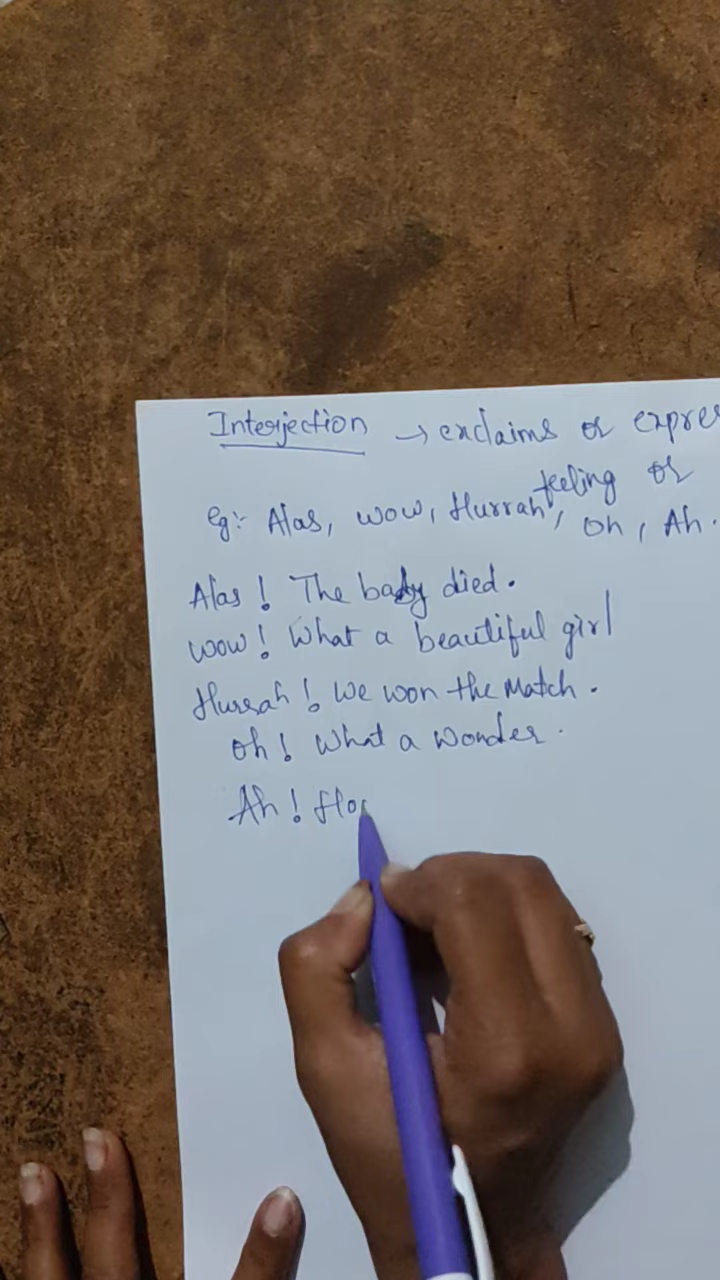 Interjection → exclaims or expres
feeling or
Eg:- Alas, wow, Hurrah, Oh, Ah.
Alas! The baby died.
Wow! What a beautiful girl
Hurrah! We won the Match.
Oh! What a Wonder.
Ah! Ho